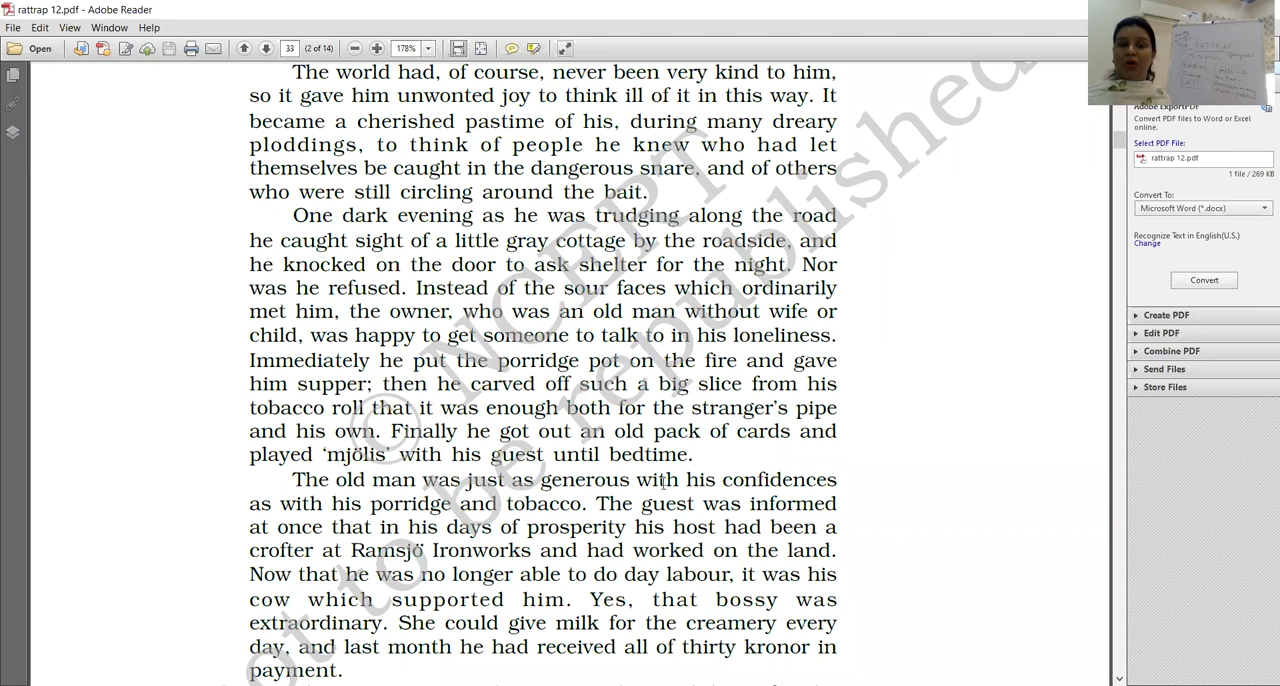 rattrap 12.pdf - Adobe Reader
File Edit View Window Help
Open 33 (2 of 14) 178%
The world had, of course, never been very kind to him,
so it gave him unwonted joy to think ill of it in this way. It
became a cherished pastime of his, during many dreary
ploddings, to think of people he knew who had let
themselves be caught in the dangerous snare, and of others
who were still circling around the bait.
One dark evening as he was trudging along the road
he caught sight of a little gray cottage by the roadside, and
he knocked on the door to ask shelter for the night. Nor
was he refused. Instead of the sour faces which ordinarily
met him, the owner, who was an old man without wife or
child, was happy to get someone to talk to in his loneliness.
Immediately he put the porridge pot on the fire and gave
him supper; then he carved off such a big slice from his
tobacco roll that it was enough both for the stranger's pipe
and his own. Finally he got out an old pack of cards and
played ‘mjölis’ with his guest until bedtime.
The old man was just as generous with his confidences
as with his porridge and tobacco. The guest was informed
at once that in his days of prosperity his host had been a
crofter at Ramsjö Ironworks and had worked on the land.
Now that he was no longer able to do day labour, it was his
cow which supported him. Yes, that bossy was
extraordinary. She could give milk for the creamery every
day, and last month he had received all of thirty kronor in
payment.
© NCERT
not to be republished
RATTRAP
Adobe ExportPDF
Convert PDF files to Word or Excel
online.
Select PDF File:
rattrap 12.pdf
1 file / 269 KB
Convert To:
Microsoft Word (*.docx)
Recognize Text in English(U.S.)
Change
Convert
Create PDF
Edit PDF
Combine PDF
Send Files
Store Files